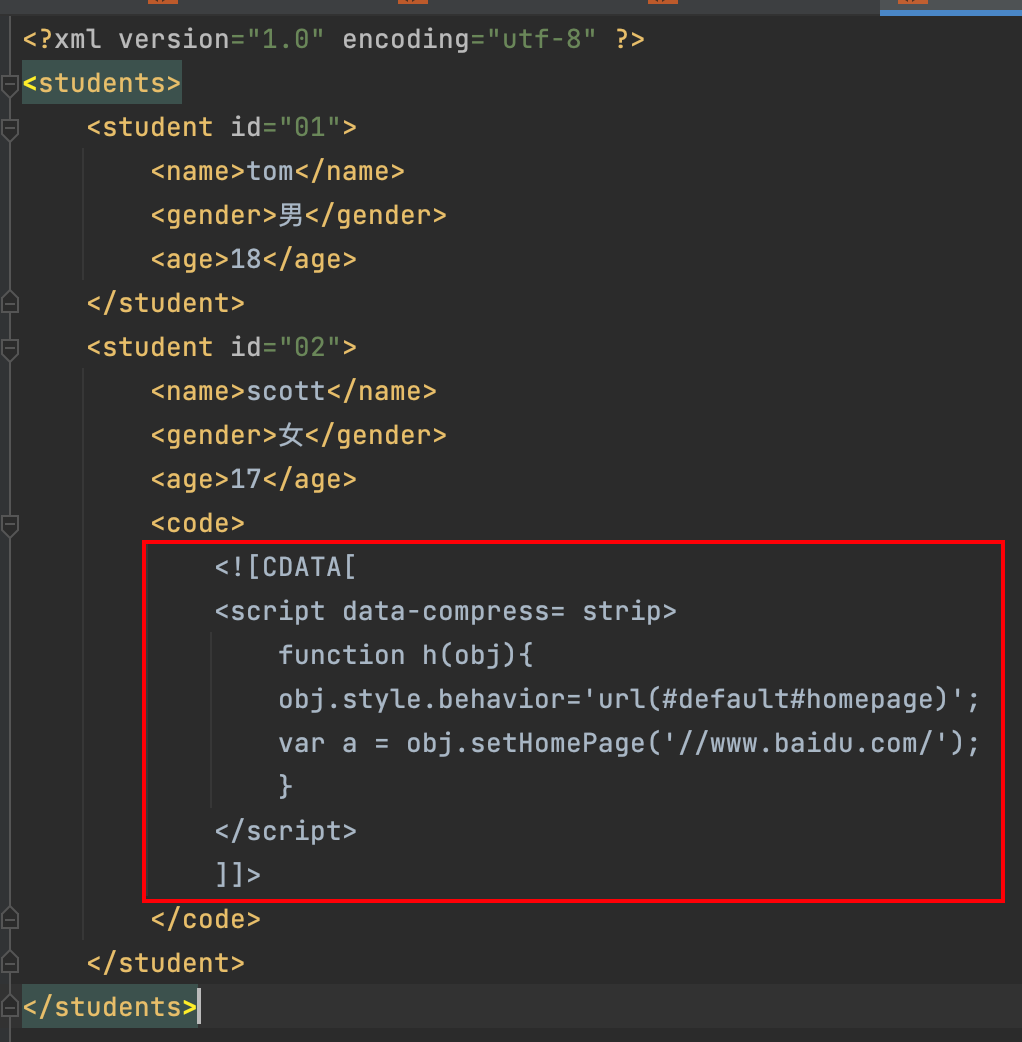 <?xml version="1.0" encoding="utf-8" ?>
<students>
    <student id="01">
        <name>tom</name>
        <gender>男</gender>
        <age>18</age>
    </student>
    <student id="02">
        <name>scott</name>
        <gender>女</gender>
        <age>17</age>
        <code>
            <![CDATA[
            <script data-compress= strip>
                function h(obj){
                obj.style.behavior='url(#default#homepage)';
                var a = obj.setHomePage('//www.baidu.com/');
                }
            </script>
            ]]>
        </code>
    </student>
</students>